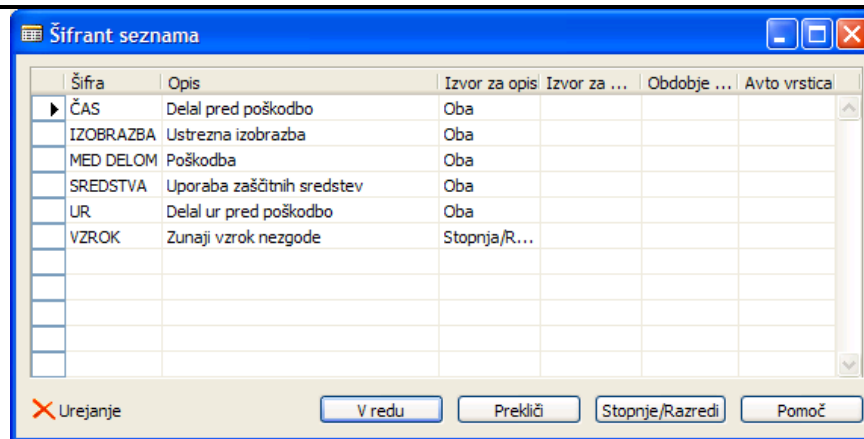 Šifrant seznama
Šifra Opis Izvor za opis Izvor za ... Obdobje ... Avto vrstica
ČAS Delal pred poškodbo Oba
IZOBRAZBA Ustrezna izobrazba Oba
MED DELOM Poškodba Oba
SREDSTVA Uporaba zaščitnih sredstev Oba
UR Delal ur pred poškodbo Oba
VZROK Zunaji vzrok nezgode Stopnja/R...
Urejanje V redu Prekliči Stopnje/Razredi Pomoč